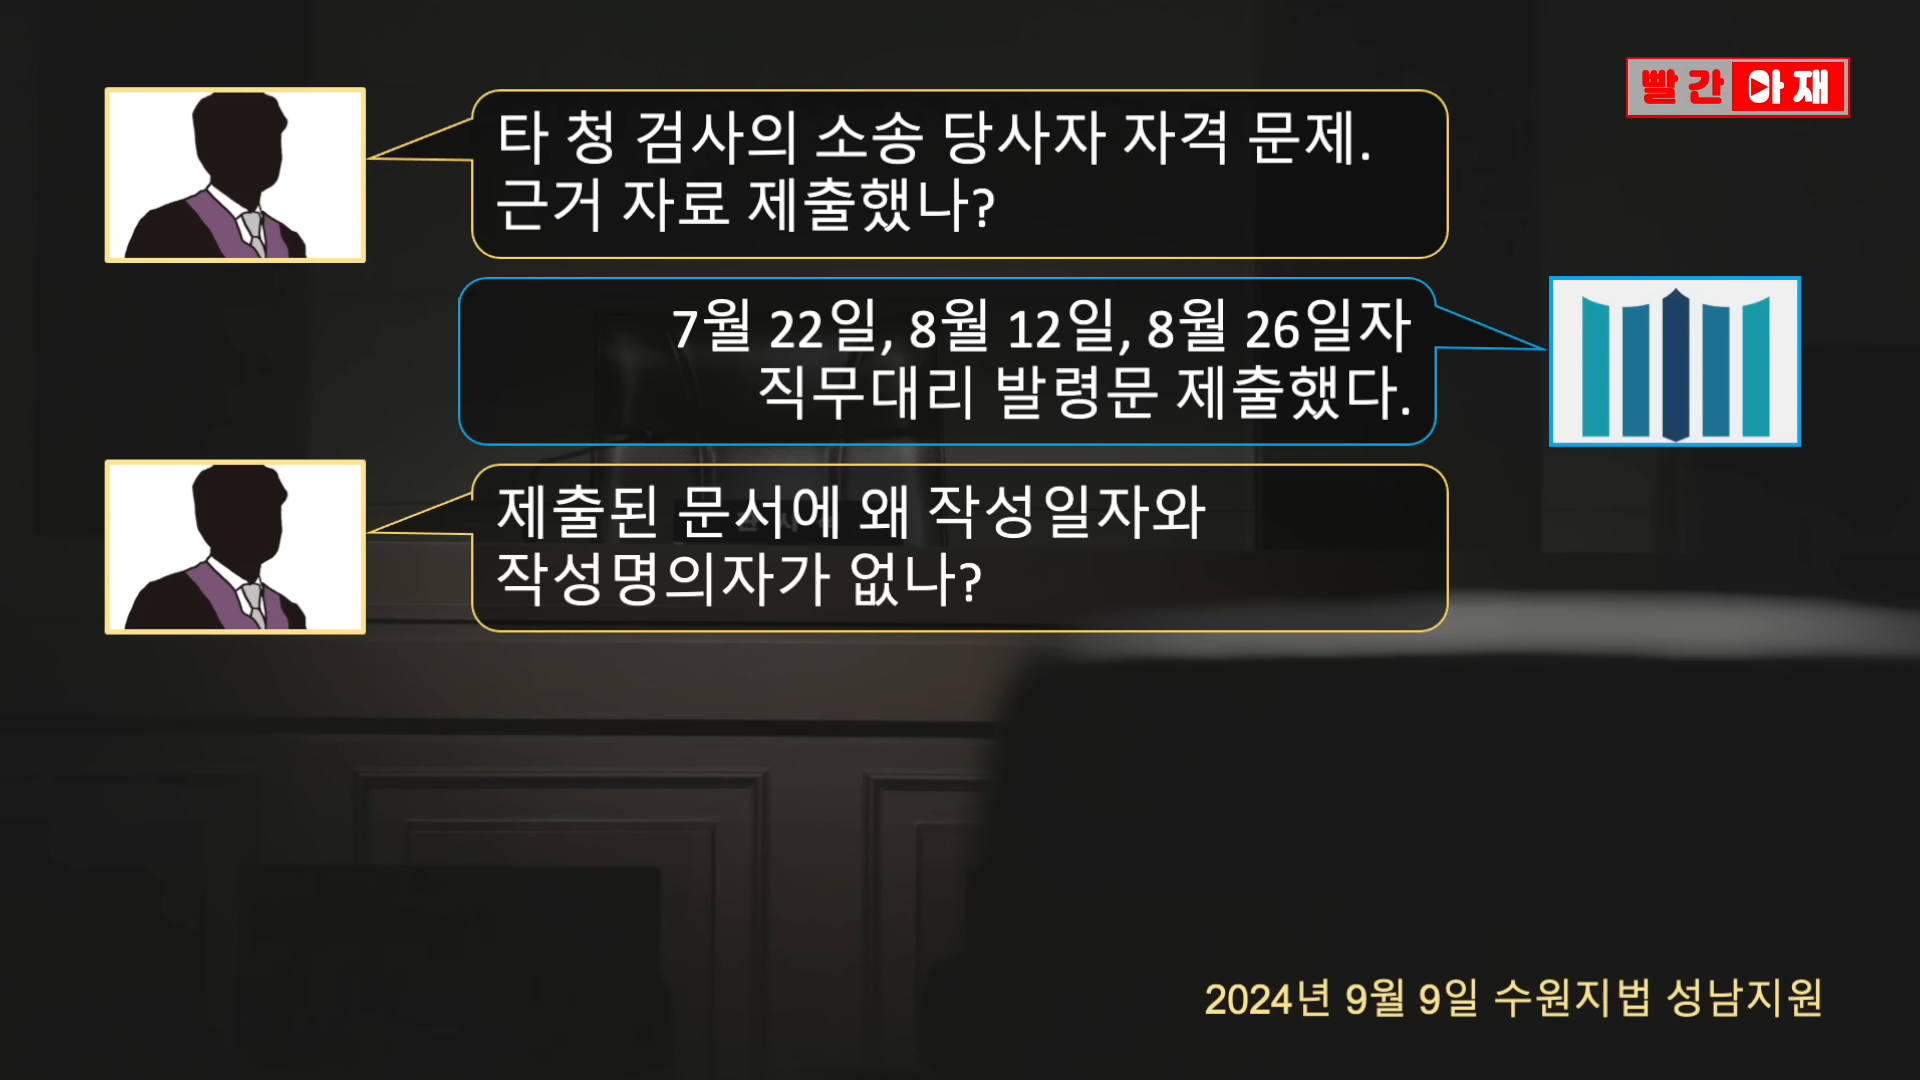 빨간아재
타 청 검사의 소송 당사자 자격 문제.
근거 자료 제출했나?
7월 22일, 8월 12일, 8월 26일자
직무대리 발령문 제출했다.
제출된 문서에 왜 작성일자와
작성명의자가 없나?
2024년 9월 9일 수원지법 성남지원